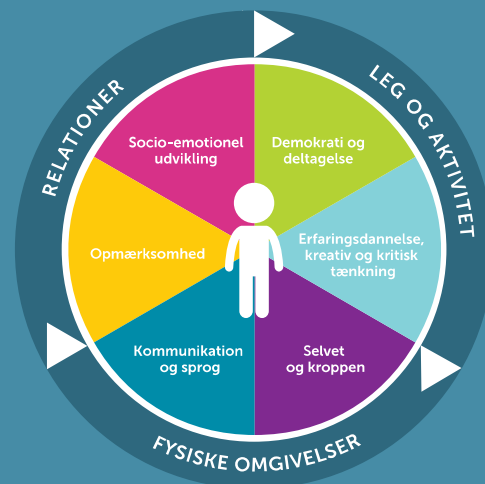 RELATIONER
LEG OG AKTIVITET
Socio-emotionel
udvikling
Demokrati og
deltagelse
Opmærksomhed
Erfaringsdannelse,
kreativ og kritisk
tænkning
Kommunikation
og sprog
Selvet
og kroppen
FYSISKE OMGIVELSER